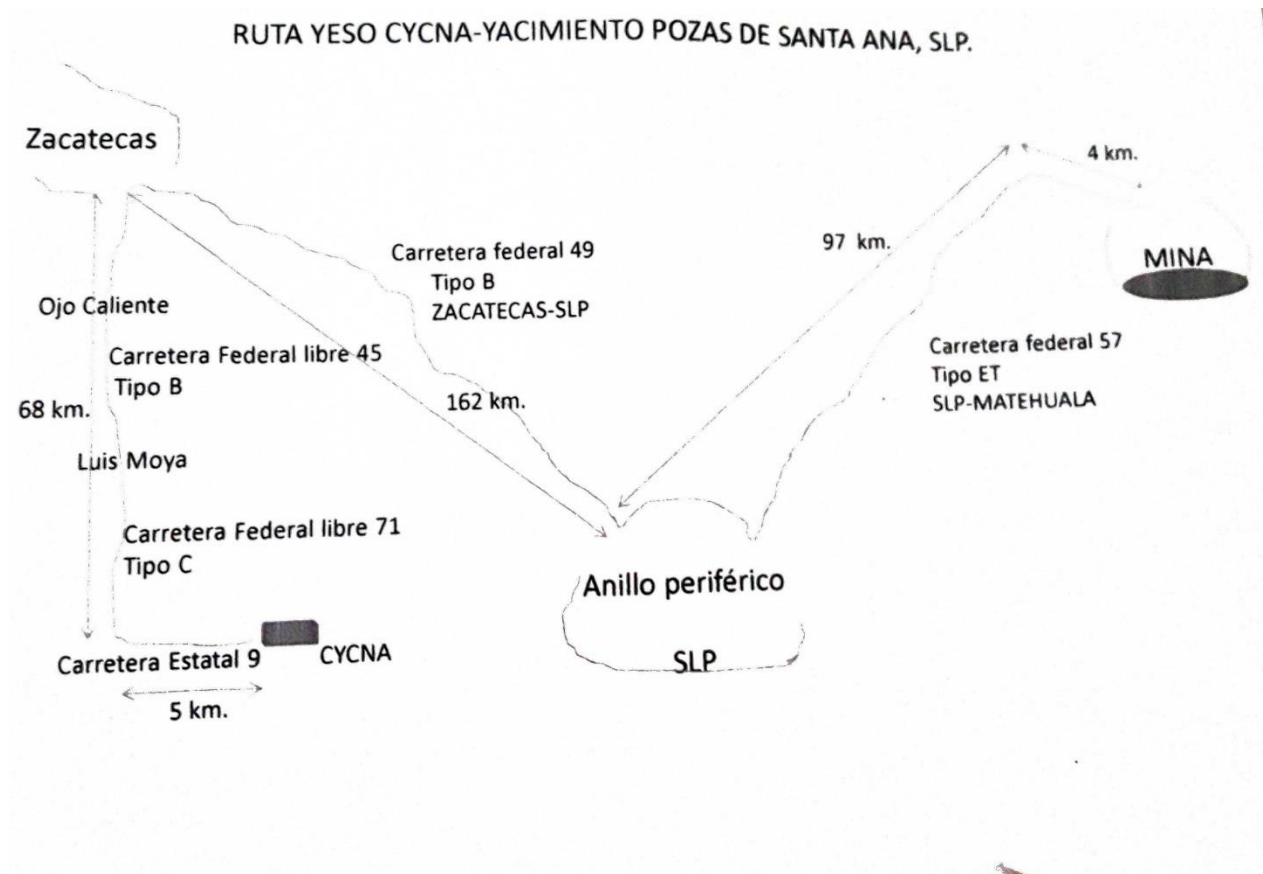 RUTA YESO CYCNA-YACIMIENTO POZAS DE SANTA ANA, SLP.
Zacatecas
4 km.
97 km.
MINA
Carretera federal 49
Tipo B
ZACATECAS-SLP
Ojo Caliente
Carretera Federal libre 45
Tipo B
Carretera federal 57
Tipo ET
SLP-MATEHUALA
68 km.
162 km.
Luis Moya
Carretera Federal libre 71
Tipo C
Anillo periférico
SLP
Carretera Estatal 9
CYCNA
5 km.